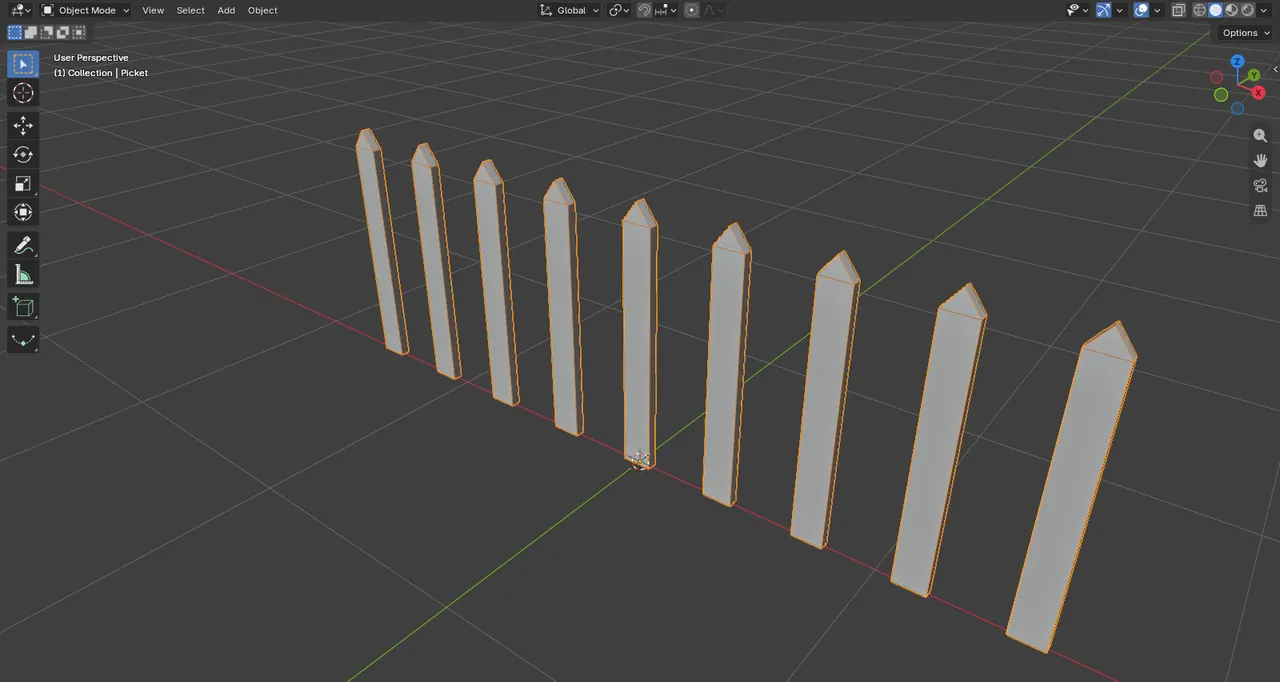 Object Mode View Select Add Object Global
Options
User Perspective
(1) Collection | Picket
Z
Y
X